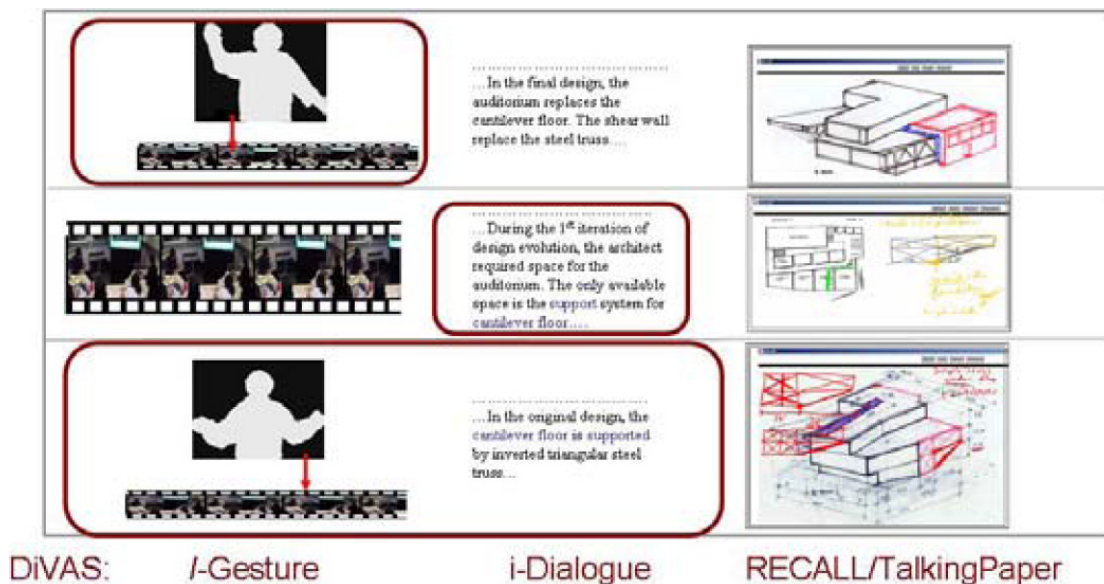 ……………………………
…In the final design, the
auditorium replaces the
cantilever floor. The shear wall
replace the steel truss….
……………………………
…During the 1st iteration of
design evolution, the architect
required space for the
auditorium. The only available
space is the support system for
cantilever floor….
……………………………
…In the original design, the
cantilever floor is supported
by inverted triangular steel
truss…
DiVAS: I-Gesture i-Dialogue RECALL/TalkingPaper